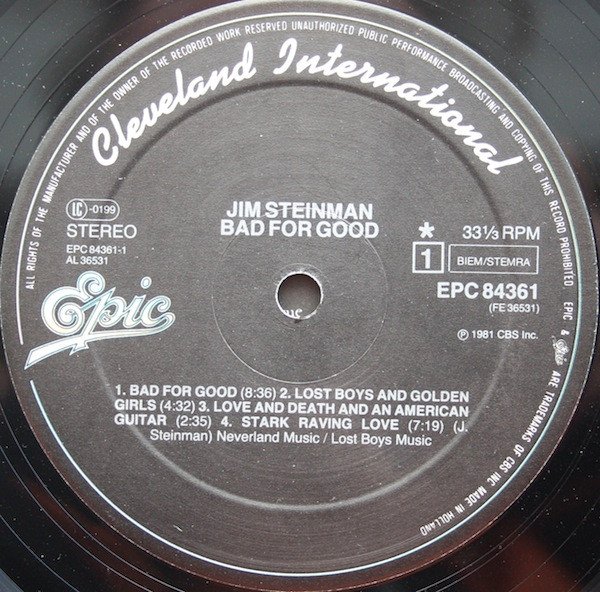 ALL RIGHTS OF THE MANUFACTURER AND OF THE OWNER OF THE RECORDED WORK RESERVED UNAUTHORIZED PUBLIC PERFORMANCE BROADCASTING AND COPYING OF THIS RECORD PROHIBITED EPIC & Epic ARE TRADEMARKS OF CBS INC MADE IN HOLLAND
Cleveland International
LC -0199
STEREO
EPC 84361-1
AL 36531
JIM STEINMAN
BAD FOR GOOD
* 33⅓ RPM
1 BIEM/STEMRA
EPC 84361
(FE 36531)
Epic
℗ 1981 CBS Inc.
1. BAD FOR GOOD (8:36) 2. LOST BOYS AND GOLDEN
GIRLS (4:32) 3. LOVE AND DEATH AND AN AMERICAN
GUITAR (2:35) 4. STARK RAVING LOVE (7:19) (J.
Steinman) Neverland Music / Lost Boys Music